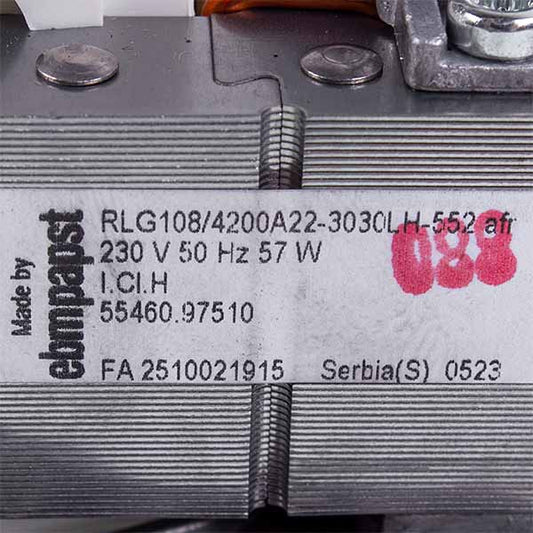 Made by
ebmpapst
RLG108/4200A22-3030LH-552 afr
230 V 50 Hz 57 W
I.Cl.H
55460.97510
FA 2510021915 Serbia(S) 0523
088